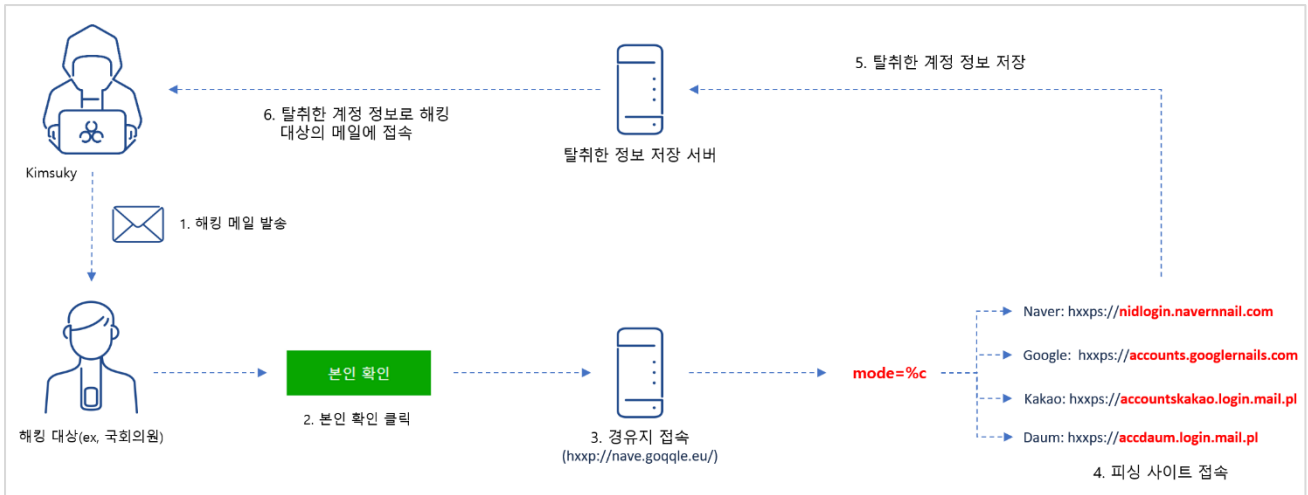 5. 탈취한 계정 정보 저장
6. 탈취한 계정 정보로 해킹
대상의 메일에 접속
탈취한 정보 저장 서버
Kimsuky
1. 해킹 메일 발송
Naver: hxxps://nidlogin.navernnail.com
Google: hxxps://accounts.googlernails.com
본인 확인
mode=%c
Kakao: hxxps://accountskakao.login.mail.pl
2. 본인 확인 클릭
해킹 대상(ex, 국회의원)
3. 경유지 접속
Daum: hxxps://accdaum.login.mail.pl
(hxxp://nave.goqqle.eu/)
4. 피싱 사이트 접속